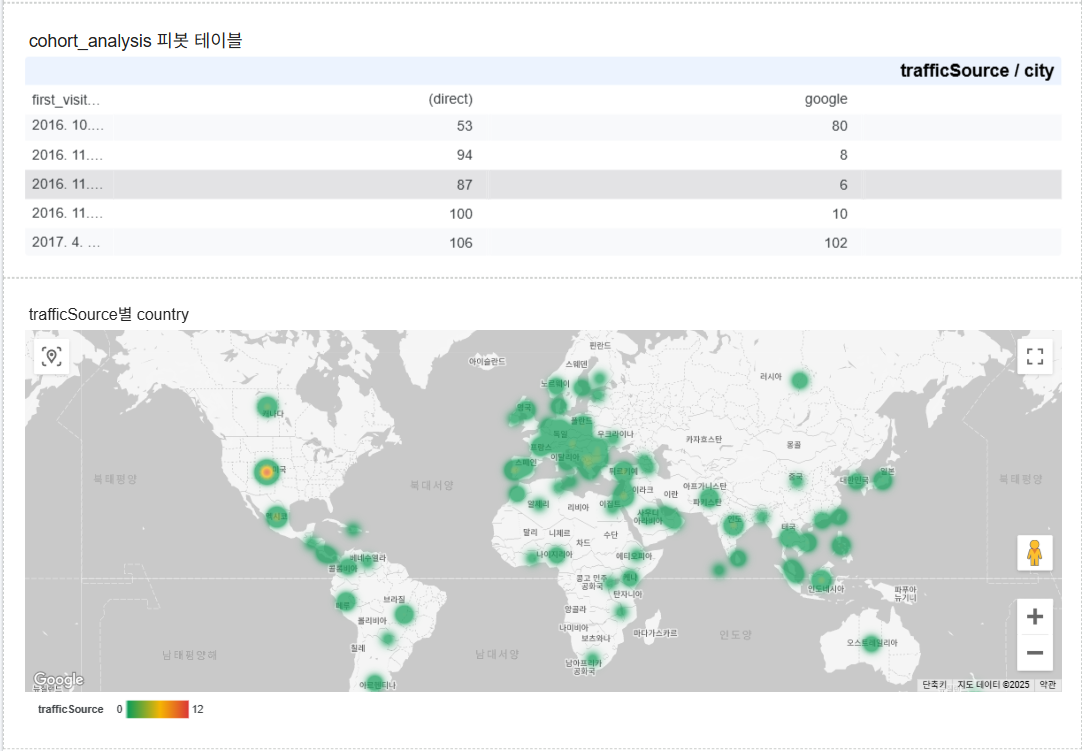 cohort_analysis 피봇 테이블
trafficSource / city
first_visit… (direct) google
2016. 10.… 53 80
2016. 11.… 94 8
2016. 11.… 87 6
2016. 11.… 100 10
2017. 4. … 106 102
trafficSource별 country
핀란드
아이슬란드
스웨덴
노르웨이
러시아
영국
캐나다
폴란드
독일
우크라이나
프랑스
카자흐스탄
몽골
이탈리아
스페인
미국
튀르키예
북태평양
북대서양
중국
대한민국
일본
북태평양
아프가니스탄
이라크
이란
파키스탄
알제리
리비아
이집트
멕시코
사우디
아라비아
인도
태국
말리
니제르
수단
차드
베네수엘라
나이지리아
에티오피아
콜롬비아
콩고 민주
공화국
케냐
인도네시아
파푸아
뉴기니
탄자니아
페루
브라질
앙골라
볼리비아
나미비아
마다가스카르
보츠와나
인도양
오스트레일리아
칠레
남태평양
남대서양
남아프리카
공화국
아르헨티나
Google
뉴질랜드
단축키
지도 데이터 ©2025
약관
trafficSource 0 12